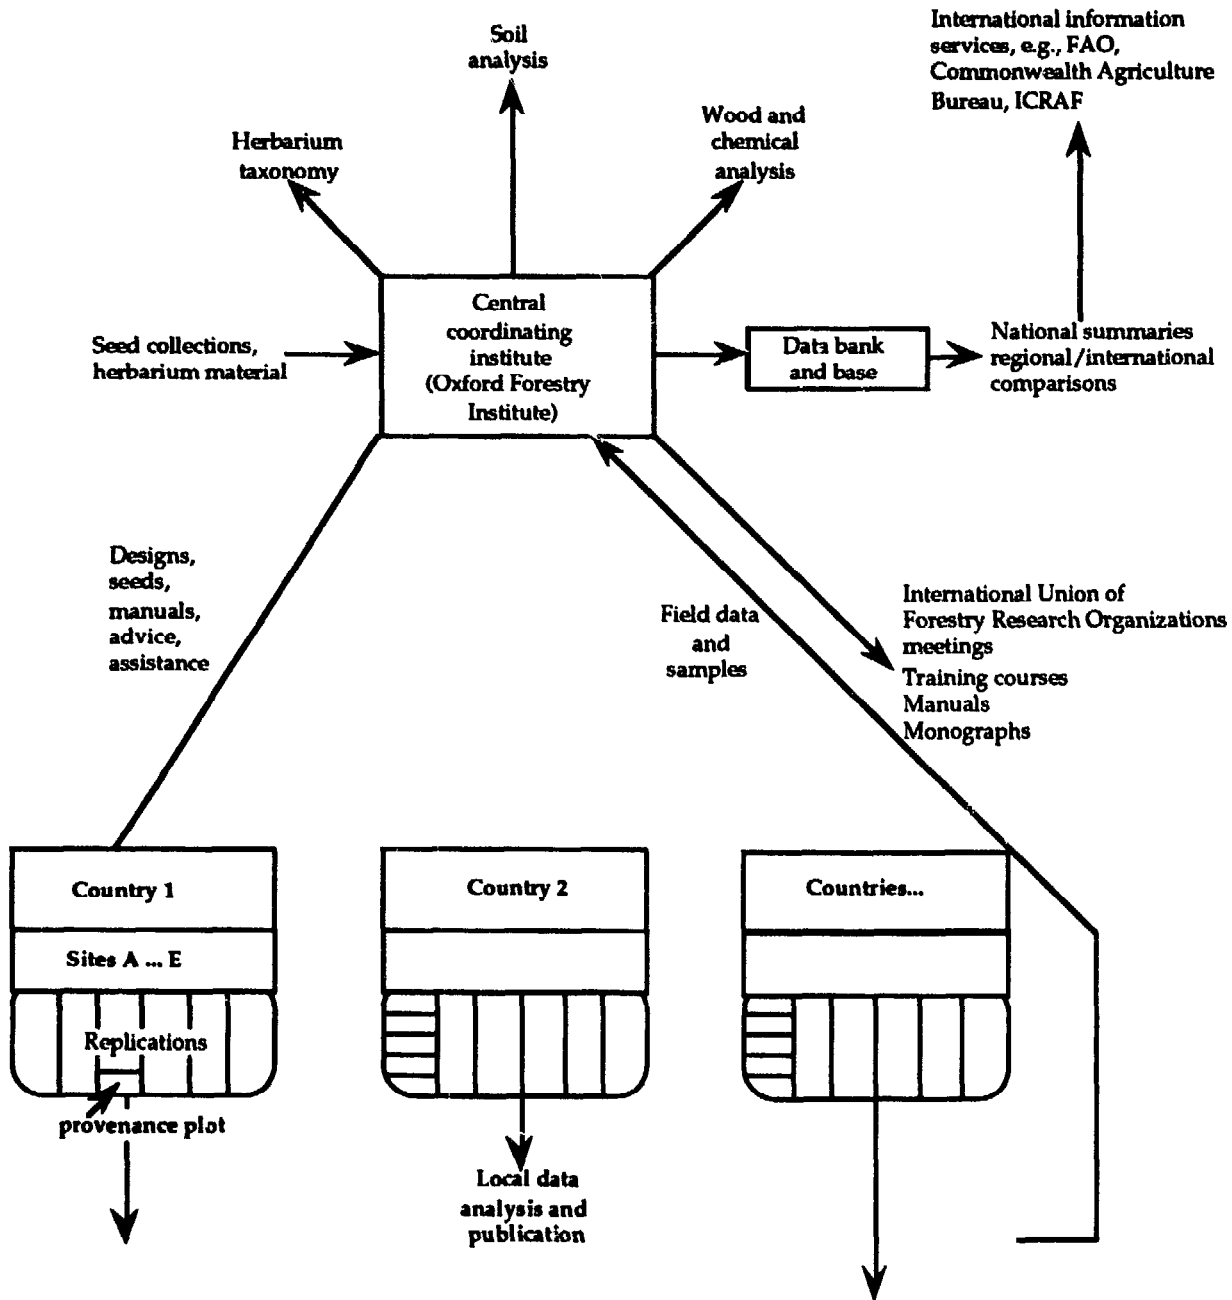 International information
services, e.g., FAO,
Commonwealth Agriculture
Bureau, ICRAF
Soil
analysis
Wood and
chemical
analysis
Herbarium
taxonomy
Seed collections,
herbarium material
Central
coordinating
institute
(Oxford Forestry
Institute)
Data bank
and base
National summaries
regional/international
comparisons
Designs,
seeds,
manuals,
advice,
assistance
Field data
and
samples
International Union of
Forestry Research Organizations
meetings
Training courses
Manuals
Monographs
Country 1
Sites A ... E
Replications
provenance plot
Country 2
Local data
analysis and
publication
Countries...